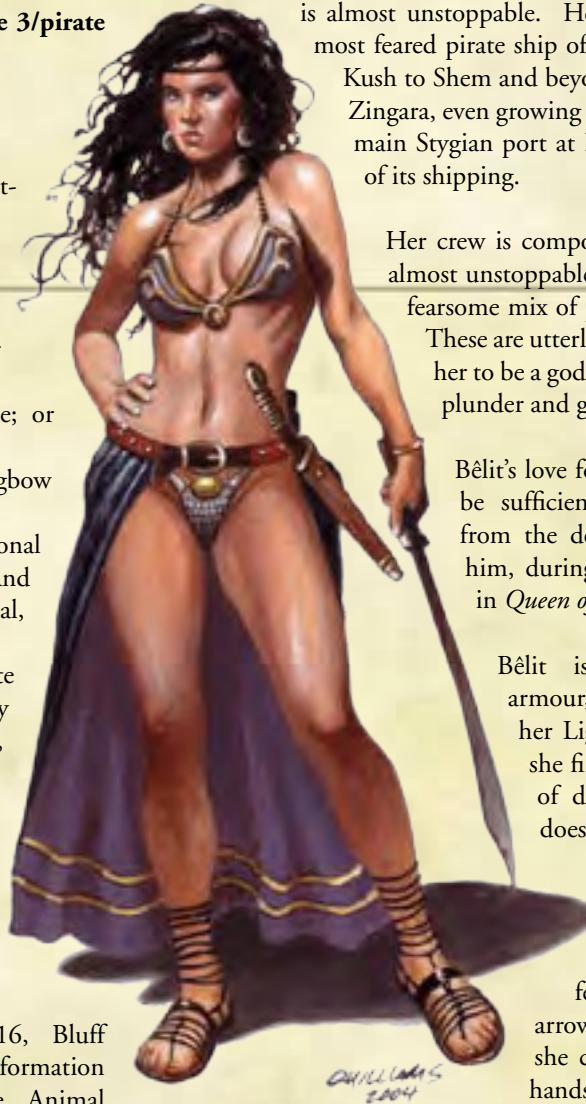 e 3/pirate
t-
e; or
gbow
onal
and
al,
te
y
16, Bluff
formation
Animal
is almost unstoppable. He
most feared pirate ship of
Kush to Shem and beyo
Zingara, even growing
main Stygian port at
of its shipping.
Her crew is compo
almost unstoppable
fearsome mix of
These are utterl
her to be a god
plunder and g
Bêlit's love fo
be sufficien
from the de
him, during
in Queen o
Bêlit is
armour,
her Lig
she fi
of d
does
fo
arrow
she c
hands
2004